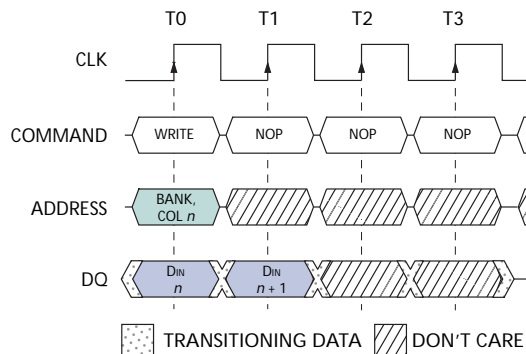 T0 T1 T2 T3
CLK
COMMAND WRITE NOP NOP NOP
ADDRESS BANK,
COL n
DQ DIN
n DIN
n + 1
TRANSITIONING DATA DON'T CARE